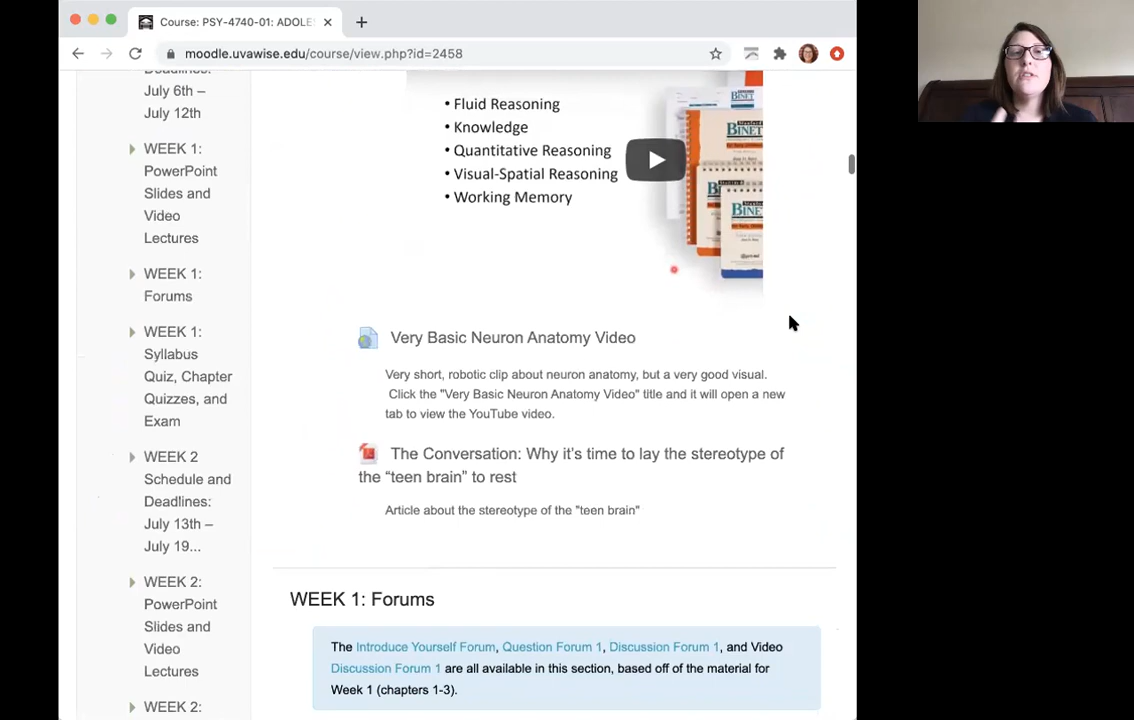 Course: PSY-4740-01: ADOLE
moodle.uvawise.edu/course/view.php?id=2458
Deadlines:
July 6th –
July 12th
WEEK 1:
PowerPoint
Slides and
Video
Lectures
WEEK 1:
Forums
WEEK 1:
Syllabus
Quiz, Chapter
Quizzes, and
Exam
WEEK 2
Schedule and
Deadlines:
July 13th –
July 19...
WEEK 2:
PowerPoint
Slides and
Video
Lectures
WEEK 2:
• Fluid Reasoning
• Knowledge
• Quantitative Reasoning
• Visual-Spatial Reasoning
• Working Memory
BINET
BINET
BINET
Very Basic Neuron Anatomy Video
Very short, robotic clip about neuron anatomy, but a very good visual.
Click the "Very Basic Neuron Anatomy Video" title and it will open a new
tab to view the YouTube video.
The Conversation: Why it’s time to lay the stereotype of
the “teen brain” to rest
Article about the stereotype of the "teen brain"
WEEK 1: Forums
The Introduce Yourself Forum, Question Forum 1, Discussion Forum 1, and Video
Discussion Forum 1 are all available in this section, based off of the material for
Week 1 (chapters 1-3).